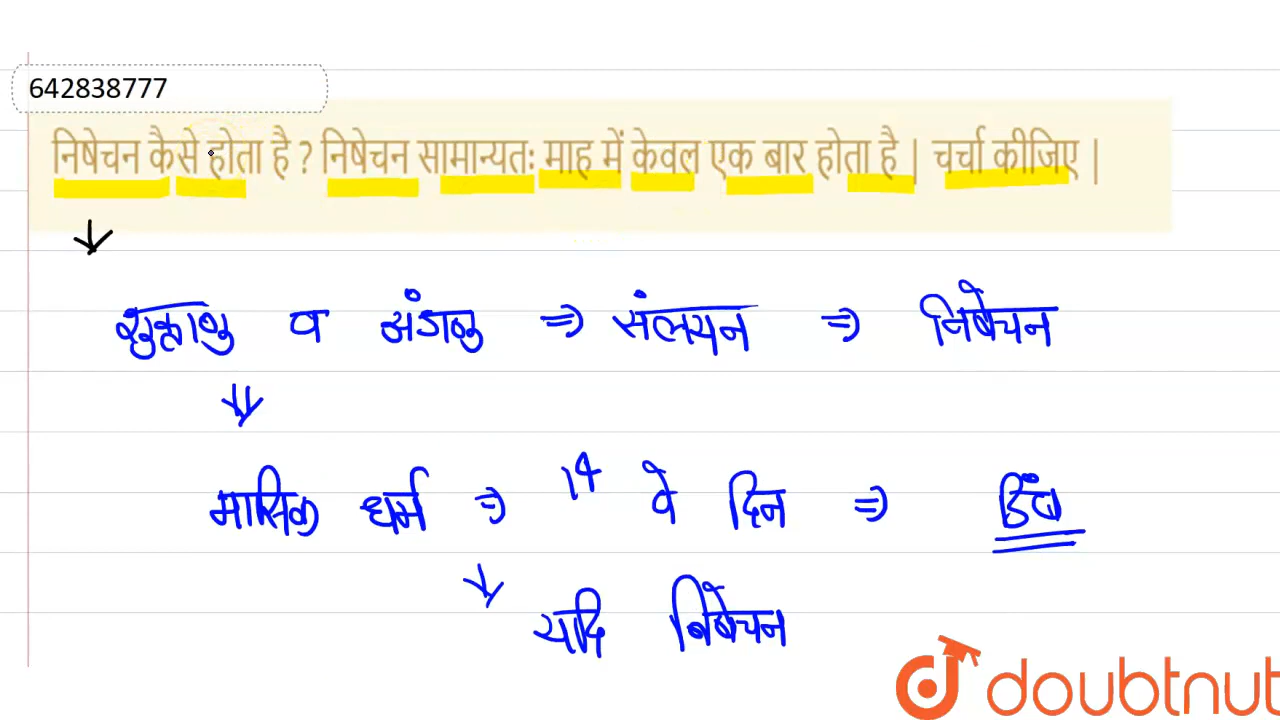 642838777
निषेचन कैसे होता है ? निषेचन सामान्यतः माह में केवल एक बार होता है | चर्चा कीजिए |
शुक्राणु व अंडाणु ⇒ संलयन ⇒ निषेचन
मासिक धर्म ⇒ 14 वे दिन ⇒ डिंब
यदि निषेचन
doubtnut